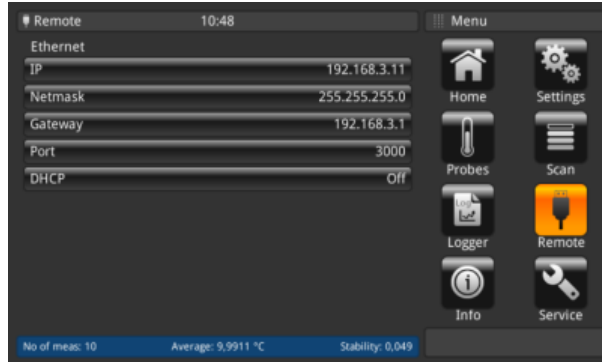 Remote 10:48 Menu
Ethernet
IP 192.168.3.11
Netmask 255.255.255.0
Gateway 192.168.3.1
Port 3000
DHCP Off
Home Settings
Probes Scan
Log
Logger Remote
Info Service
No of meas: 10 Average: 9,9911 °C Stability: 0,049